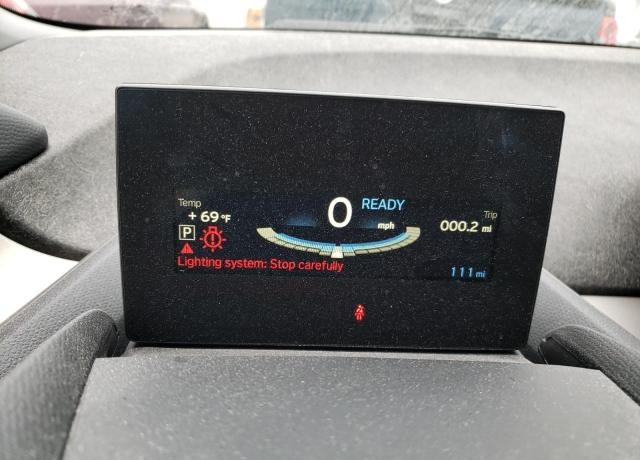 Temp
+ 69 °F
P
0
READY
mph
Trip
000.2 mi
Lighting system: Stop carefully
111 mi